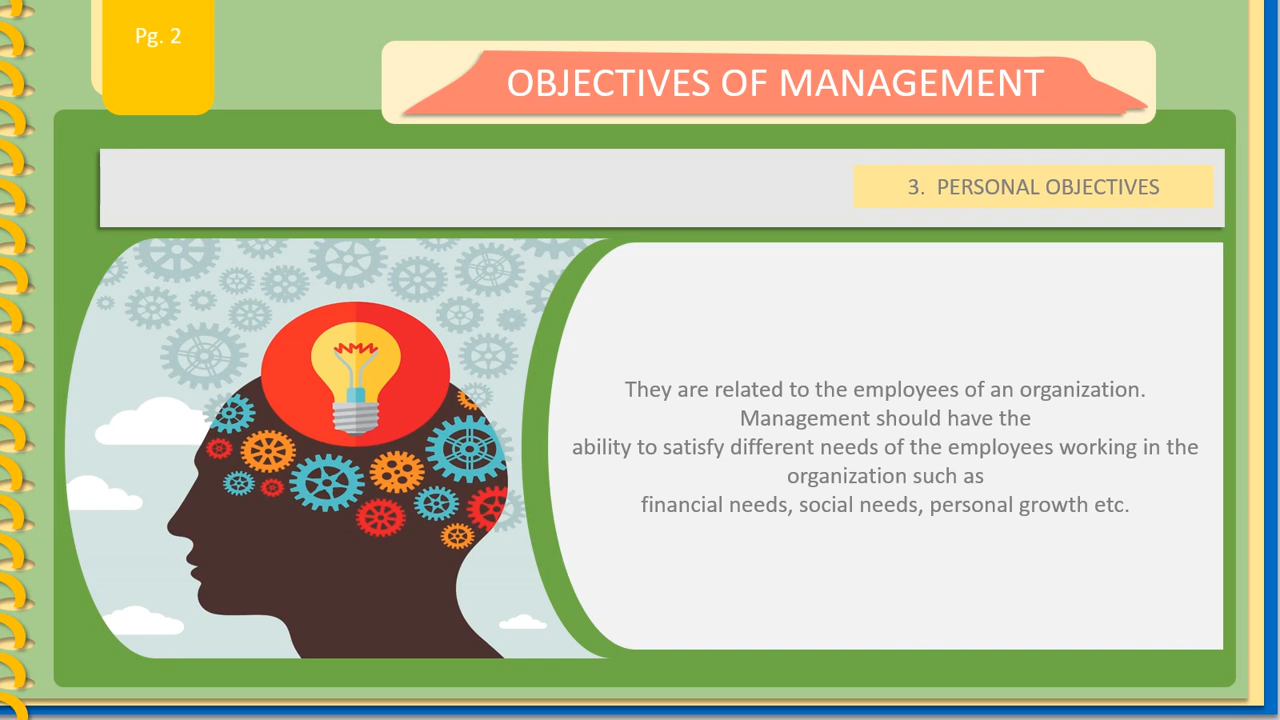 Pg. 2
OBJECTIVES OF MANAGEMENT
3.  PERSONAL OBJECTIVES
They are related to the employees of an organization.
Management should have the
ability to satisfy different needs of the employees working in the
organization such as
financial needs, social needs, personal growth etc.